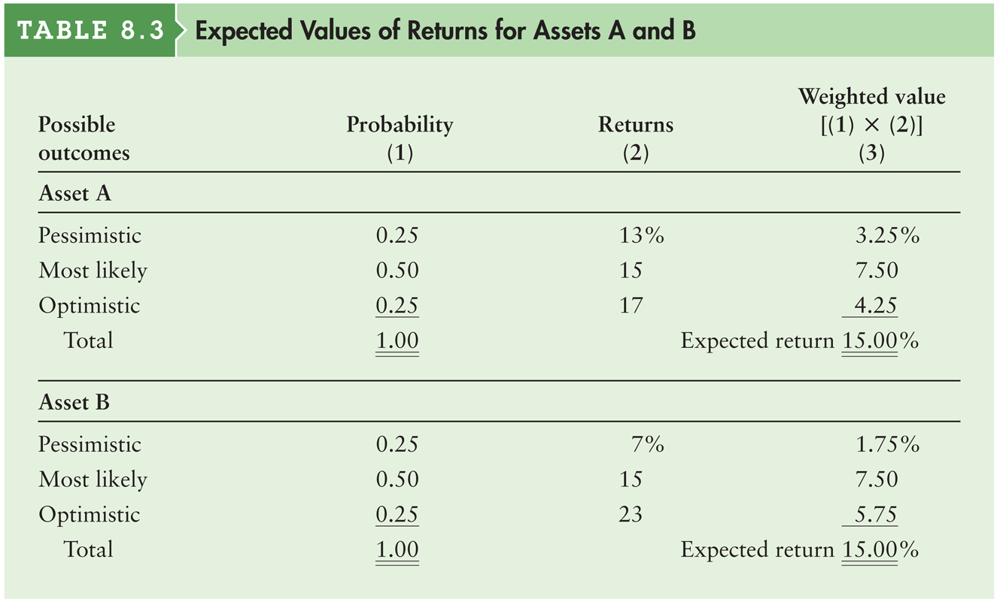 TABLE 8.3 Expected Values of Returns for Assets A and B
Possible outcomes Probability (1) Returns (2) Weighted value [(1) × (2)] (3)
Asset A
Pessimistic 0.25 13% 3.25%
Most likely 0.50 15 7.50
Optimistic 0.25 17 4.25
Total 1.00 Expected return 15.00%
Asset B
Pessimistic 0.25 7% 1.75%
Most likely 0.50 15 7.50
Optimistic 0.25 23 5.75
Total 1.00 Expected return 15.00%